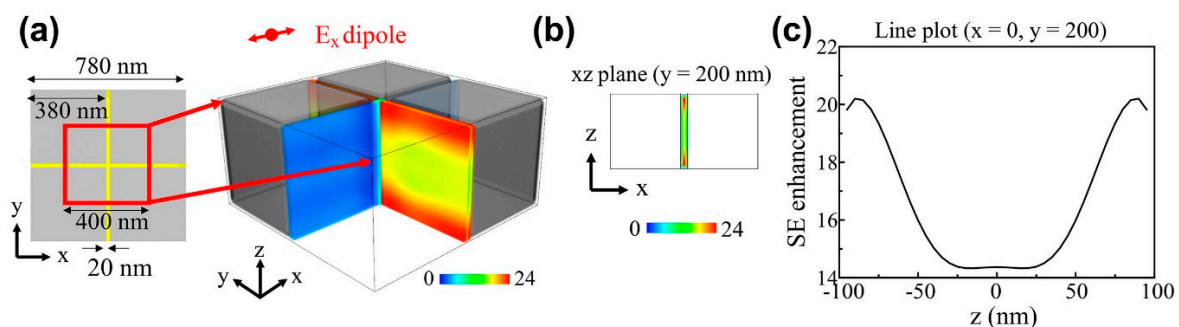 (a)
E_x dipole
780 nm
380 nm
400 nm
20 nm
y
x
z
y
x
0
24
(b)
xz plane (y = 200 nm)
z
x
0
24
(c)
Line plot (x = 0, y = 200)
SE enhancement
22
20
18
16
14
-100
-50
0
50
100
z (nm)